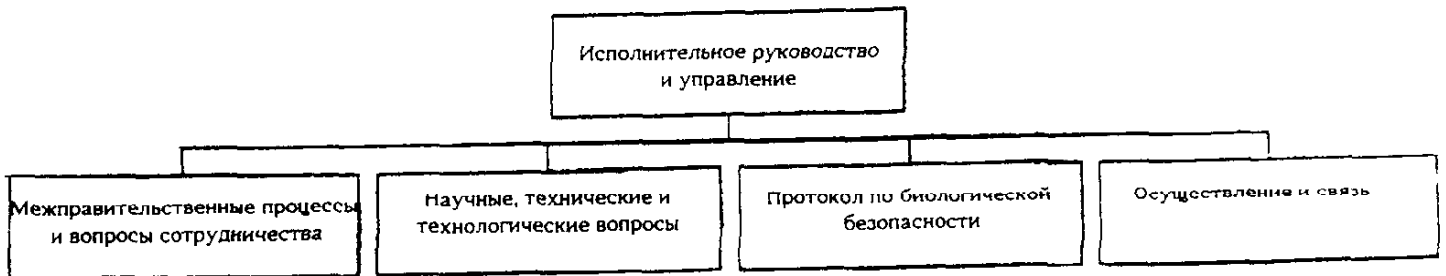 Исполнительное руководство
и управление
Межправительственные процессы
и вопросы сотрудничества
Научные, технические и
технологические вопросы
Протокол по биологической
безопасности
Осуществление и связь